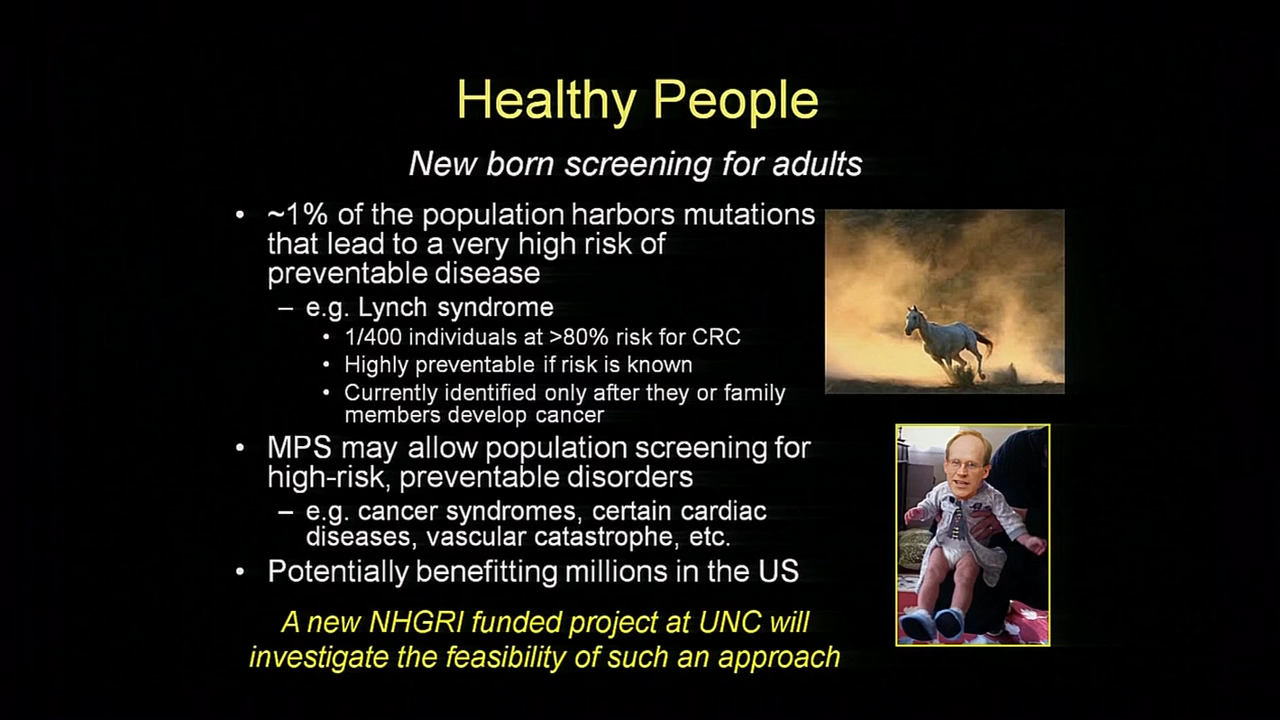 Healthy People
New born screening for adults
• ~1% of the population harbors mutations
that lead to a very high risk of
preventable disease
– e.g. Lynch syndrome
• 1/400 individuals at >80% risk for CRC
• Highly preventable if risk is known
• Currently identified only after they or family
members develop cancer
• MPS may allow population screening for
high-risk, preventable disorders
– e.g. cancer syndromes, certain cardiac
diseases, vascular catastrophe, etc.
• Potentially benefitting millions in the US
A new NHGRI funded project at UNC will
investigate the feasibility of such an approach